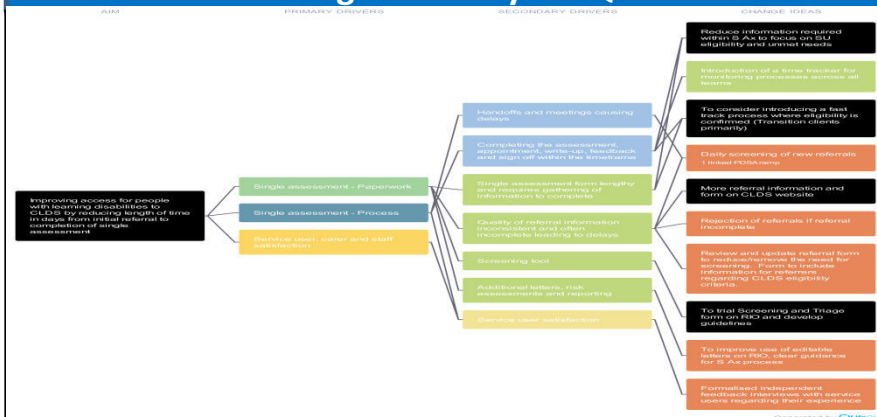 AIM
PRIMARY DRIVERS
SECONDARY DRIVERS
CHANGE IDEAS
Improving access for people
with learning disabilities to
CLDS by reducing length of time
in days from initial referral to
completion of single
assessment
Single assessment - Paperwork
Single assessment - Process
Service user, carer and staff
satisfaction
Handoffs and meetings causing
delays
Completing the assessment,
appointment, write-up, feedback
and sign off within the timeframe
Single assessment form lengthy
and requires gathering of
information to complete
Quality of referral information
inconsistent and often
incomplete leading to delays
Screening tool
Additional letters, risk
assessments and reporting
Service user satisfaction
Reduce information required
within S Ax to focus on SU
eligibility and unmet needs
Introduction of a time tracker for
monitoring processes across all
teams
To consider introducing a fast
track process where eligibility is
confirmed (Transition clients
primarily)
Daily screening of new referrals
1 linked PDSA ramp
More referral information and
form on CLDS website
Rejection of referrals if referral
incomplete
Review and update referral form
to reduce/remove the need for
screening. Form to include
information for referrers
regarding CLDS eligibility
criteria.
To trial Screening and Triage
form on RIO and develop
guidelines
To improve use of editable
letters on RIO, clear guidance
for S Ax process
Formalised independent
feedback interviews with service
users regarding their experience